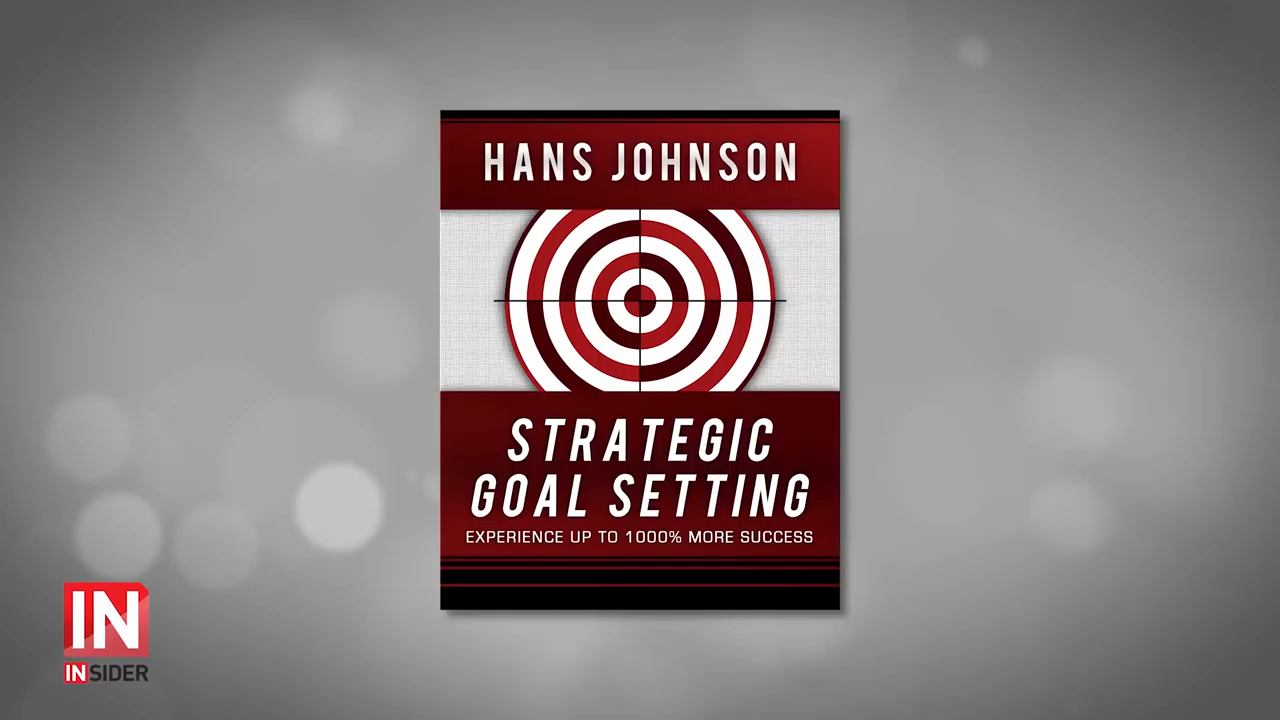 HANS JOHNSON
STRATEGIC
GOAL SETTING
EXPERIENCE UP TO 1000% MORE SUCCESS
IN
INSIDER